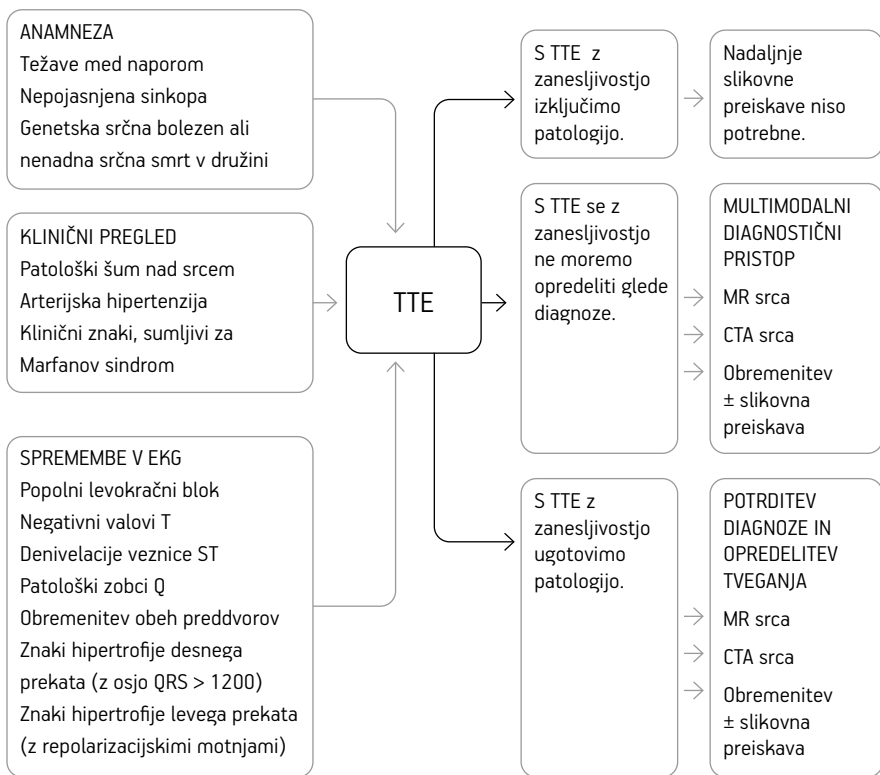 ANAMNEZA
Težave med naporom
Nepojasnjena sinkopa
Genetska srčna bolezen ali
nenadna srčna smrt v družini
KLINIČNI PREGLED
Patološki šum nad srcem
Arterijska hipertenzija
Klinični znaki, sumljivi za
Marfanov sindrom
SPREMEMBE V EKG
Popolni levokračni blok
Negativni valovi T
Denivelacije veznice ST
Patološki zobci Q
Obremenitev obeh preddvorov
Znaki hipertrofije desnega
prekata (z osjo QRS > 1200)
Znaki hipertrofije levega prekata
(z repolarizacijskimi motnjami)
TTE
S TTE z
zanesljivostjo
izključimo
patologijo.
Nadaljnje
slikovne
preiskave niso
potrebne.
S TTE se z
zanesljivostjo
ne moremo
opredeliti glede
diagnoze.
MULTIMODALNI
DIAGNOSTIČNI
PRISTOP
MR srca
CTA srca
Obremenitev
± slikovna
preiskava
S TTE z
zanesljivostjo
ugotovimo
patologijo.
POTRDITEV
DIAGNOZE IN
OPREDELITEV
TVEGANJA
MR srca
CTA srca
Obremenitev
± slikovna
preiskava